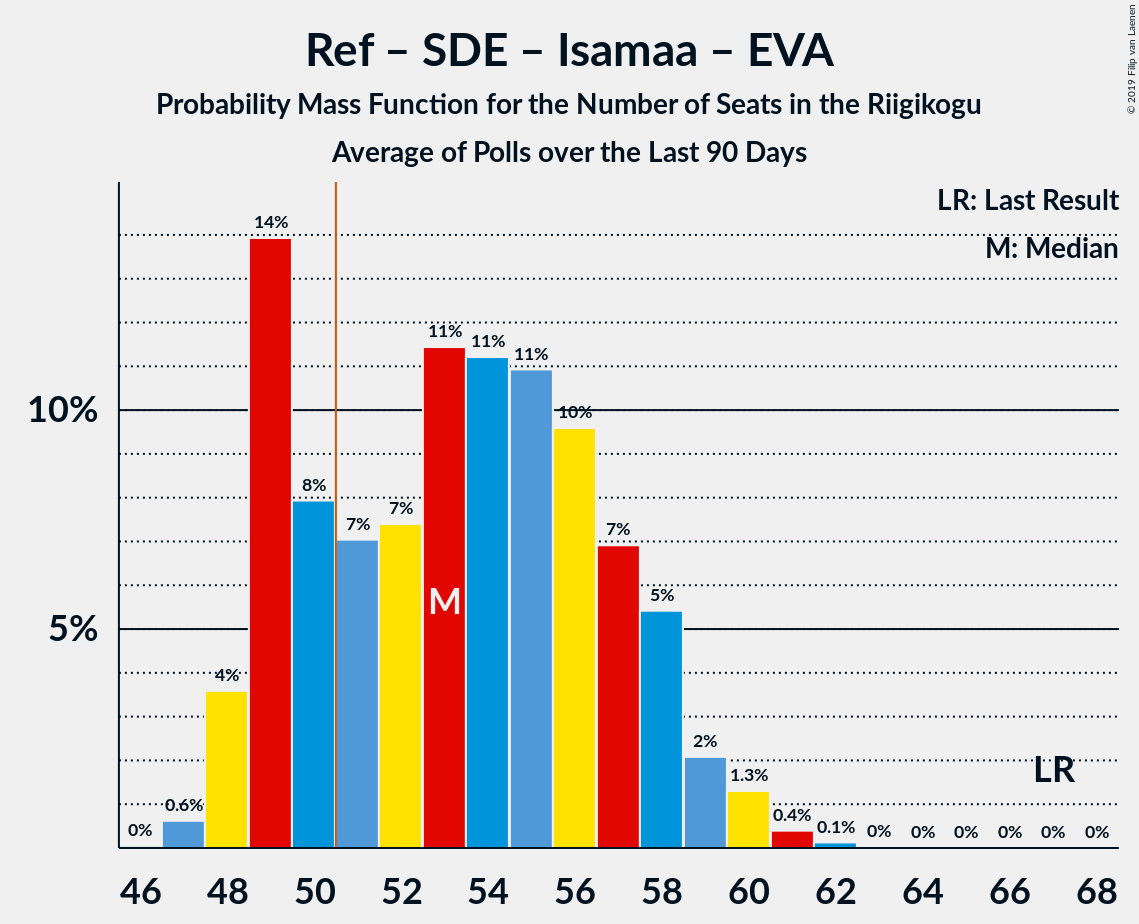 Ref – SDE – Isamaa – EVA
Probability Mass Function for the Number of Seats in the Riigikogu
Average of Polls over the Last 90 Days
© 2019 Filip van Laenen
LR: Last Result
M: Median
14%
11%
11%
11%
10%
10%
8%
7%
7%
7%
5%
5%
4%
M
2%
1.3%
LR
0.6%
0.4%
0.1%
0%
0%
0%
0%
0%
0%
0%
46 48 50 52 54 56 58 60 62 64 66 68